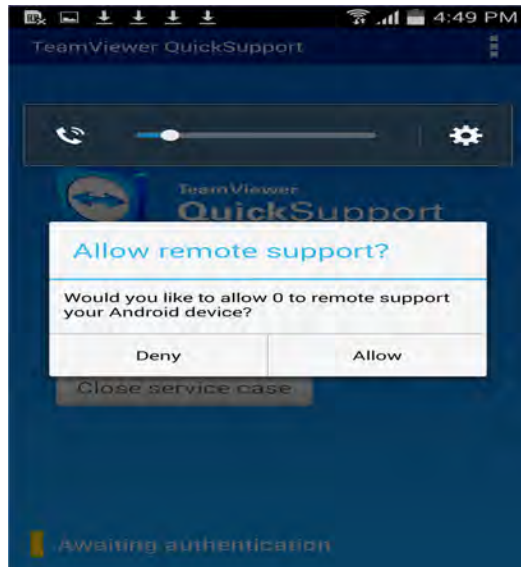 4:49 PM
TeamViewer QuickSupport
TeamViewer
QuickSupport
Allow remote support?
Would you like to allow 0 to remote support
your Android device?
Deny Allow
Close service case
Awaiting authentication